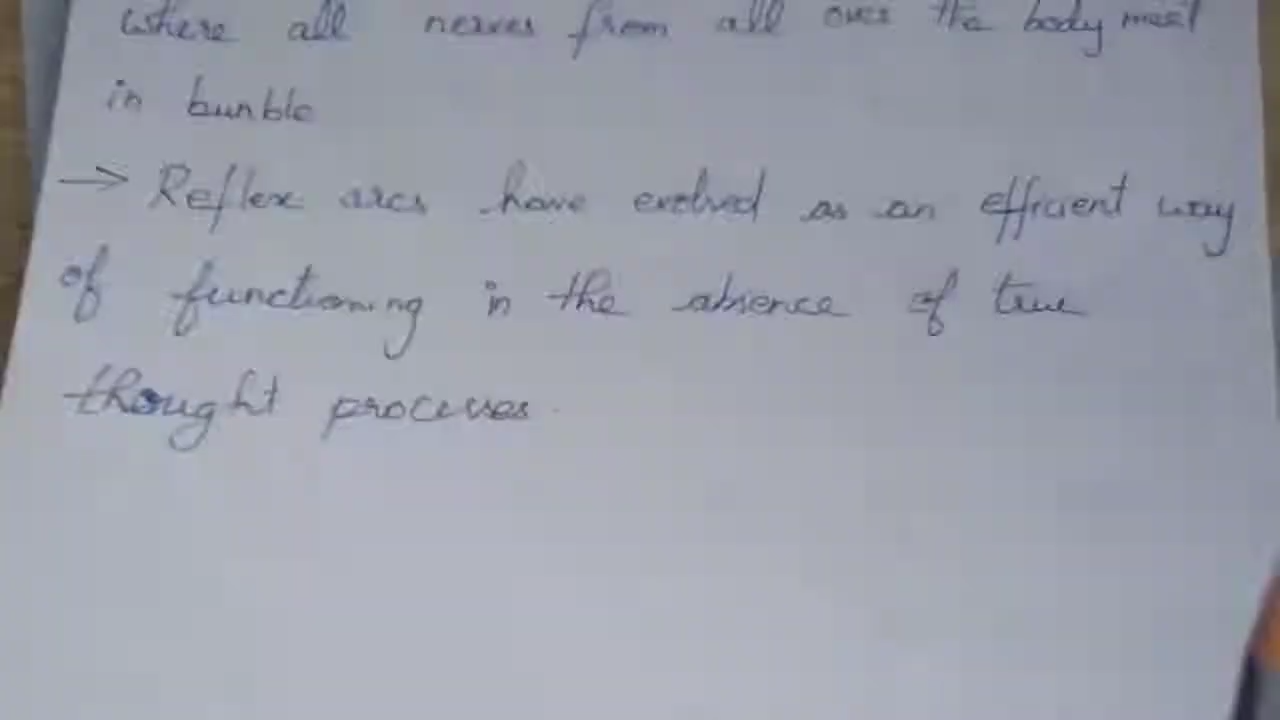 where all nerves from all over the body meet
in bunble
→ Reflex arcs have evolved as an efficient way
of functioning in the absence of true
thought processes.